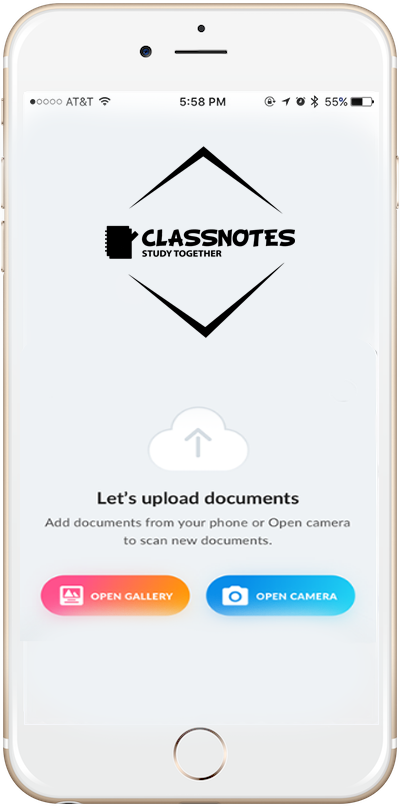 AT&T 5:58 PM 55%
CLASSNOTES
STUDY TOGETHER
Let's upload documents
Add documents from your phone or Open camera
to scan new documents.
OPEN GALLERY OPEN CAMERA